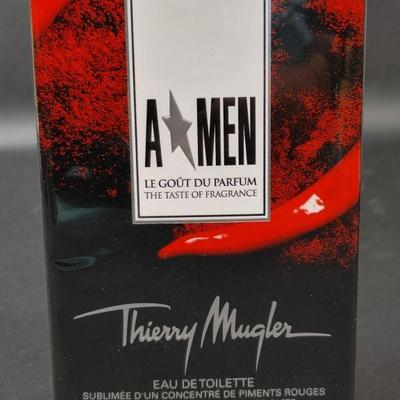 A★MEN
LE GOÛT DU PARFUM
THE TASTE OF FRAGRANCE
Thierry Mugler
EAU DE TOILETTE
SUBLIMÉE D'UN CONCENTRÉ DE PIMENTS ROUGES